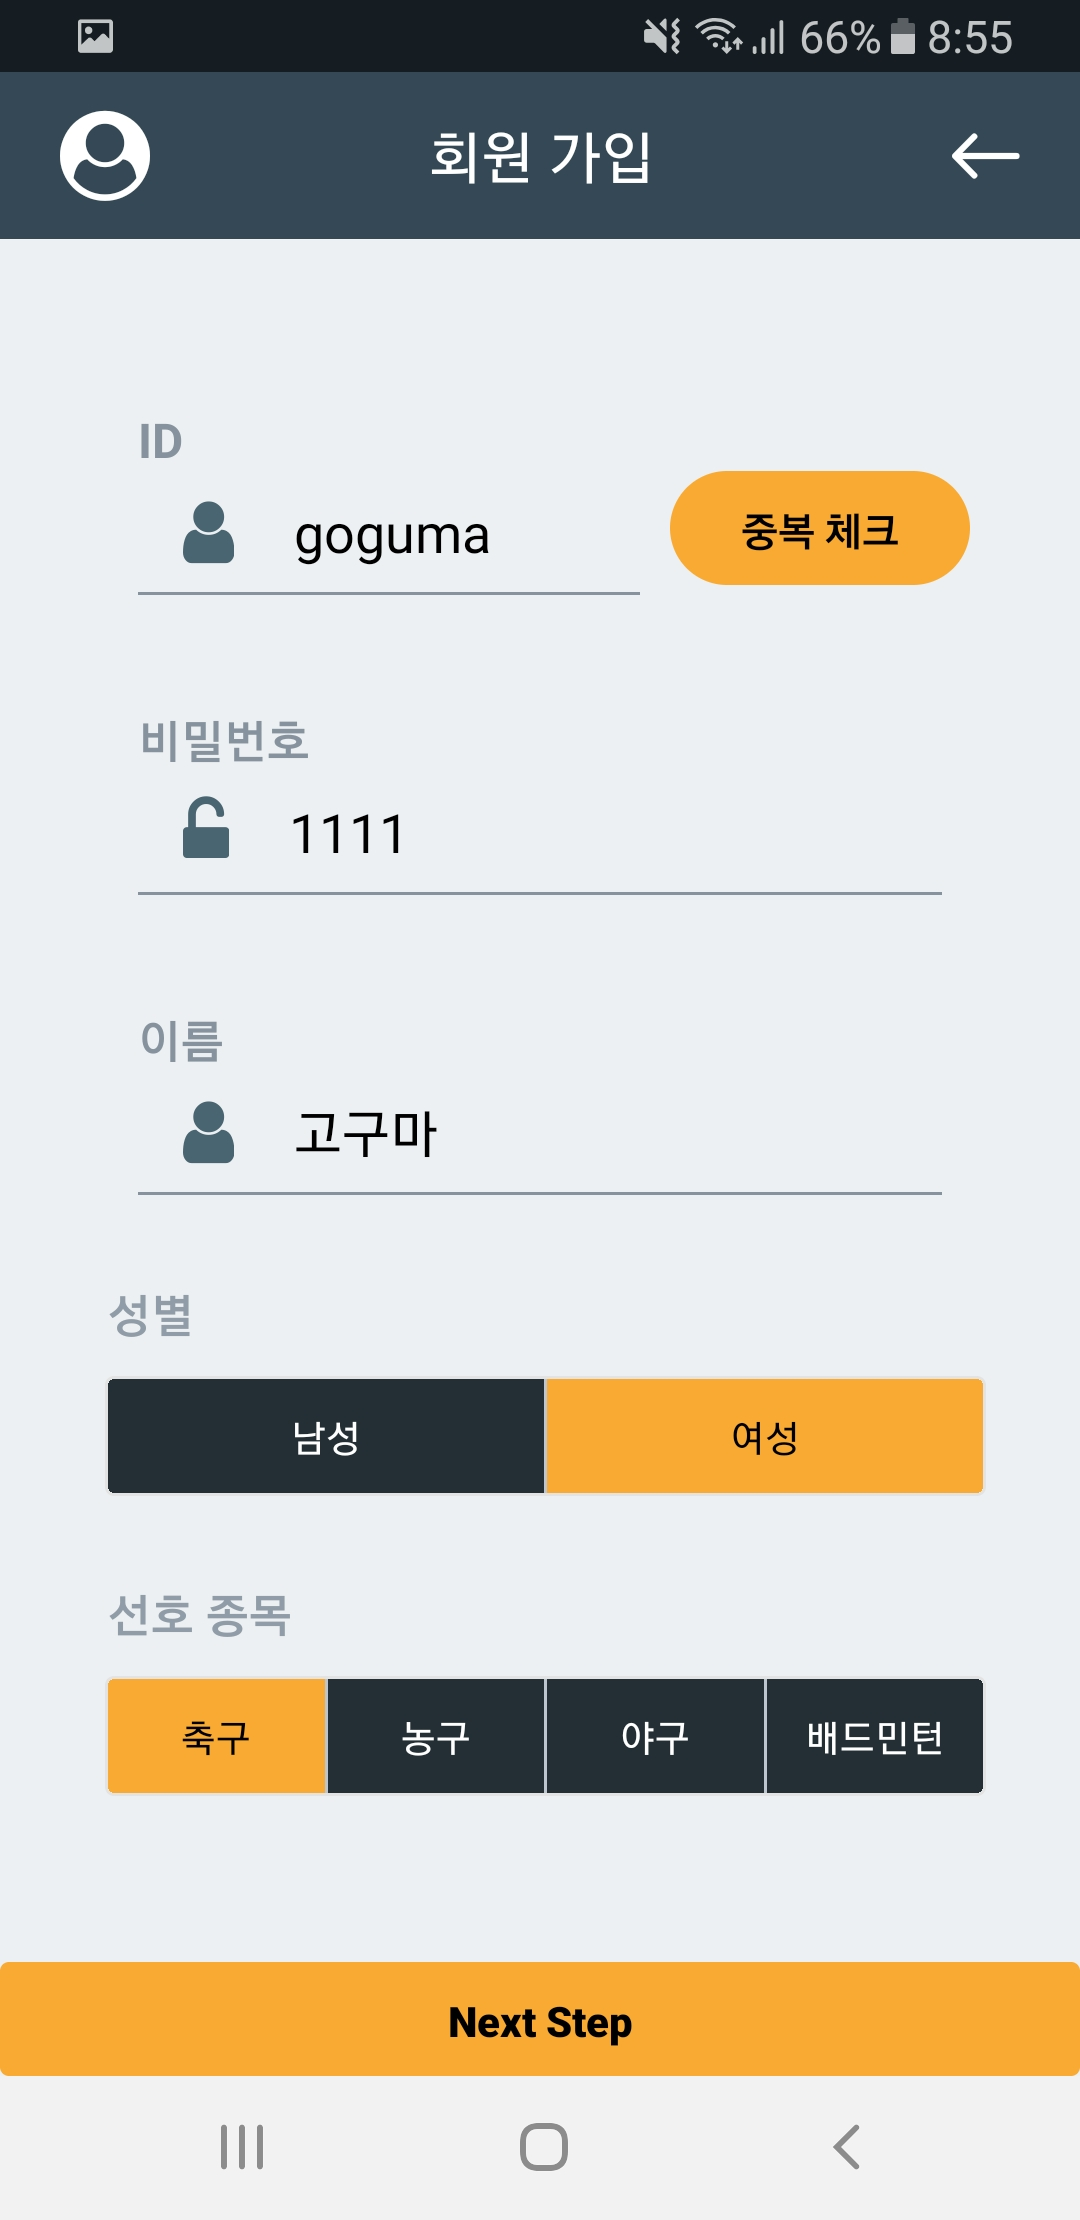 66% 8:55
회원 가입
ID
goguma
중복 체크
비밀번호
1111
이름
고구마
성별
남성 여성
선호 종목
축구 농구 야구 배드민턴
Next Step